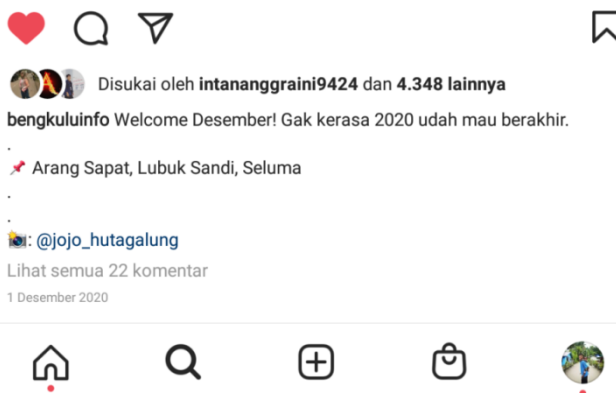 Disukai oleh intananggraini9424 dan 4.348 lainnya
bengkuluinfo Welcome Desember! Gak kerasa 2020 udah mau berakhir.
.
📌 Arang Sapat, Lubuk Sandi, Seluma
.
.
📸: @jojo_hutagalung
Lihat semua 22 komentar
1 Desember 2020